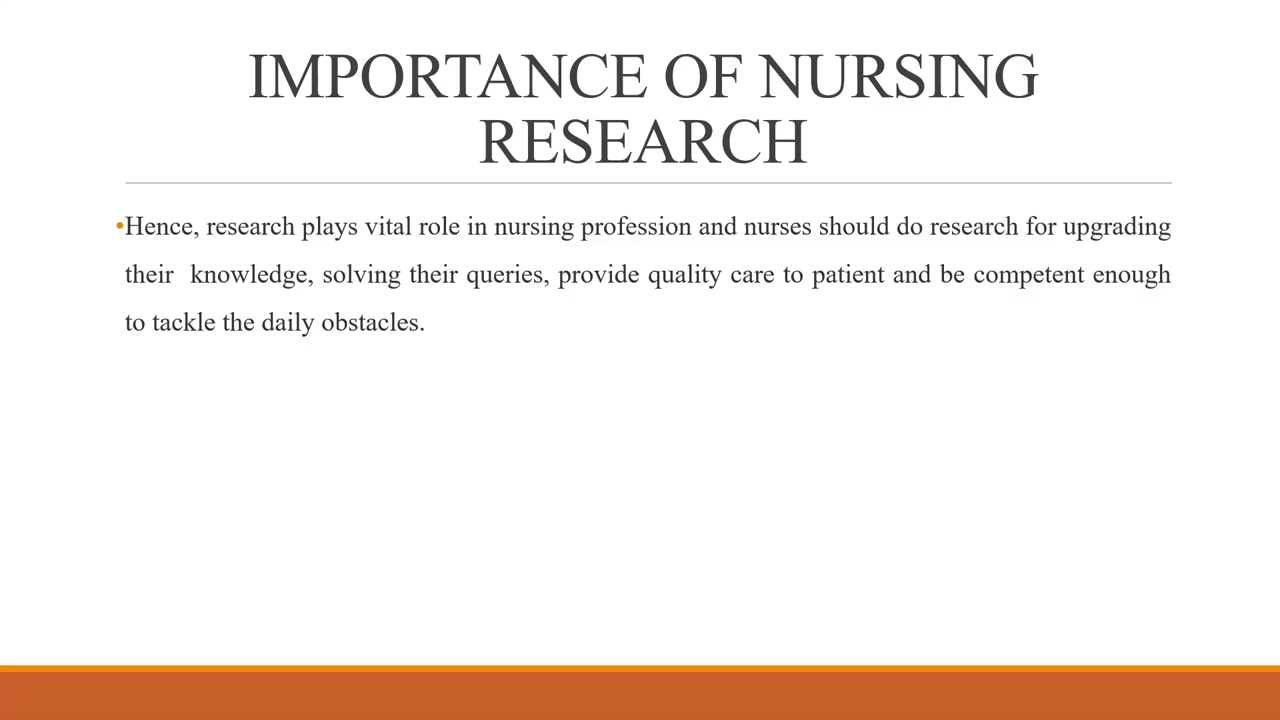 IMPORTANCE OF NURSING
RESEARCH
•Hence, research plays vital role in nursing profession and nurses should do research for upgrading
their  knowledge, solving their queries, provide quality care to patient and be competent enough
to tackle the daily obstacles.